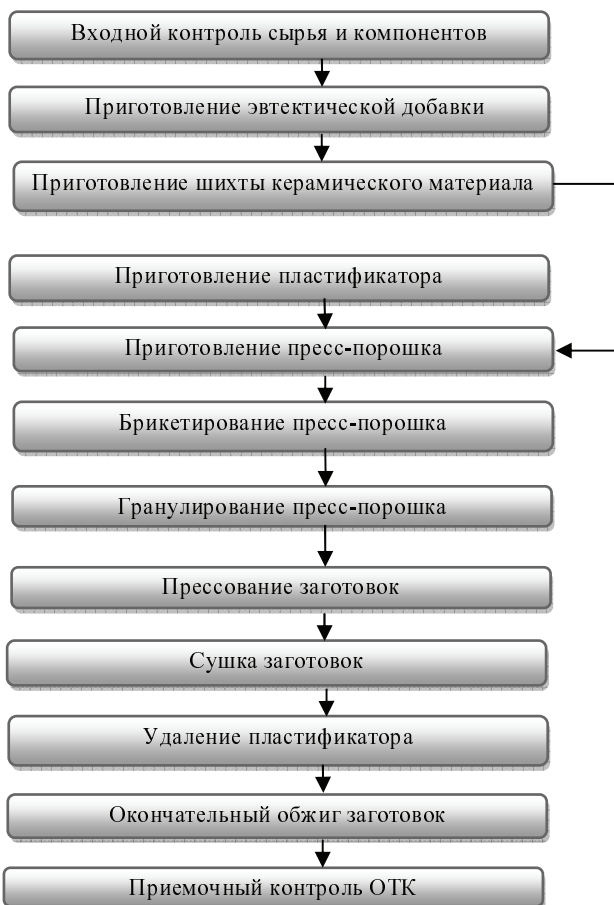 Входной контроль сырья и компонентов
Приготовление эвтектической добавки
Приготовление шихты керамического материала
Приготовление пластификатора
Приготовление пресс-порошка
Брикетирование пресс-порошка
Гранулирование пресс-порошка
Прессование заготовок
Сушка заготовок
Удаление пластификатора
Окончательный обжиг заготовок
Приемочный контроль ОТК